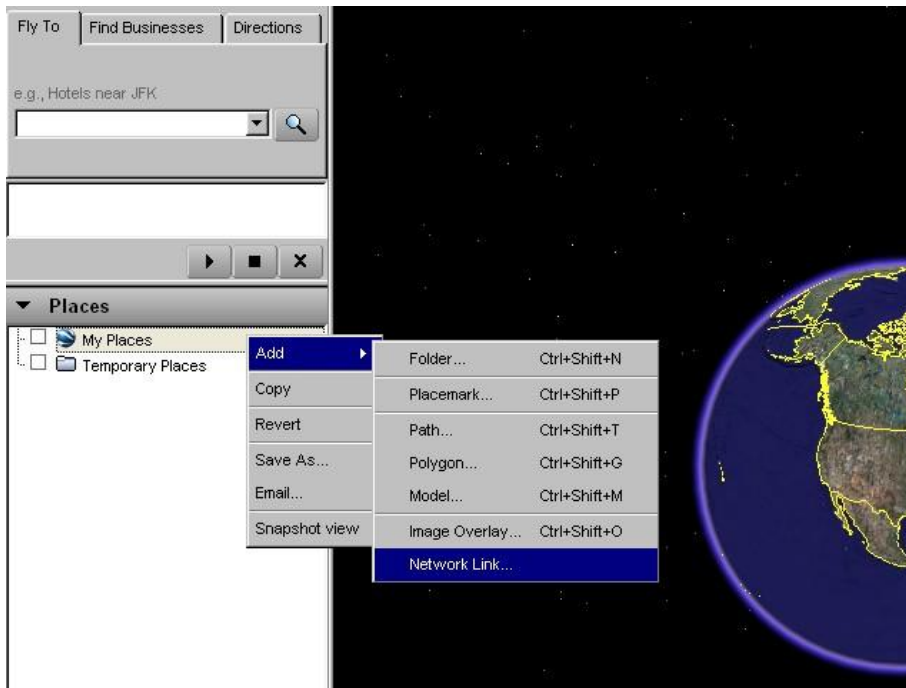 Fly To Find Businesses Directions
e.g., Hotels near JFK
Places
My Places
Temporary Places
Add
Copy
Revert
Save As...
Email...
Snapshot view
Folder... Ctrl+Shift+N
Placemark... Ctrl+Shift+P
Path... Ctrl+Shift+T
Polygon... Ctrl+Shift+G
Model... Ctrl+Shift+M
Image Overlay... Ctrl+Shift+O
Network Link...